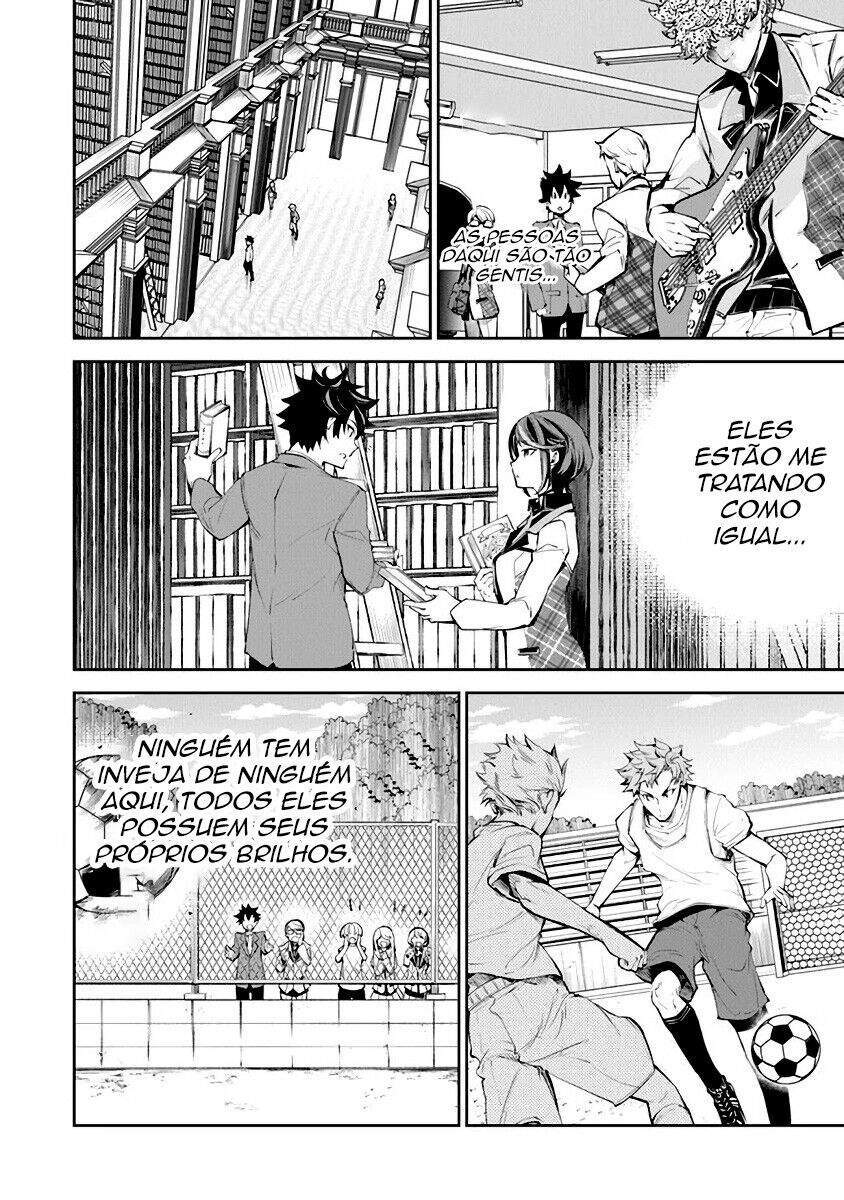 AS PESSOAS
DAQUI SÃO TÃO
GENTIS...
ELES
ESTÃO ME
TRATANDO
COMO
IGUAL...
NINGUÉM TEM
INVEJA DE NINGUÉM
AQUI, TODOS ELES
POSSUEM SEUS
PRÓPRIOS BRILHOS.